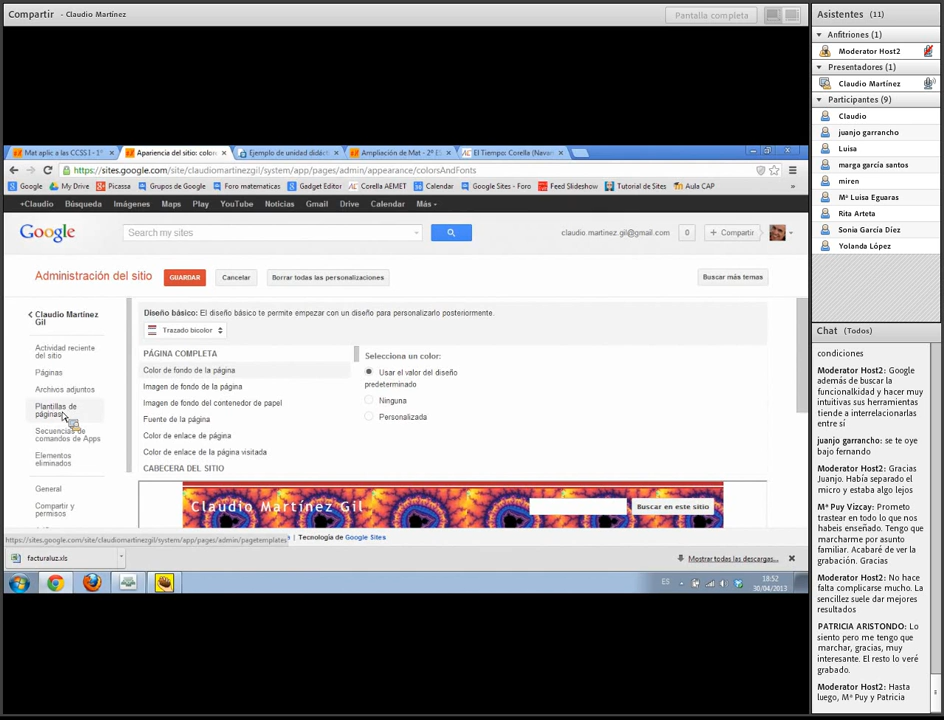 Compartir - Claudio Martínez
Pantalla completa
Mat aplic a las CCSS I - 1º
Apariencia del sitio: colore
Ejemplo de unidad didác
Ampliación de Mat - 2º E
El Tiempo: Corella (Navar
https://sites.google.com/site/claudiomartinezgil/system/app/pages/admin/appearance/colorsAndFonts
Google
My Drive
Picassa
Grupos de Google
Foro matematicas
Gadget Editor
Corella AEMET
Google Sites - Foro
Feed Slideshow
Tutorial de Sites
Aula CAP
+Claudio Búsqueda Imágenes Maps Play YouTube Noticias Gmail Drive Calendar Más
Google
Search my sites
claudio.martinez.gil@gmail.com
0
+ Compartir
Administración del sitio
GUARDAR
Cancelar
Borrar todas las personalizaciones
Buscar más temas
Claudio Martínez
Gil
Actividad reciente
del sitio
Páginas
Archivos adjuntos
Plantillas de
páginas
Secuencias de
comandos de Apps
Elementos
eliminados
General
Compartir y
permisos
Diseño básico: El diseño básico te permite empezar con un diseño para personalizarlo posteriormente.
Trazado bicolor
PÁGINA COMPLETA
Color de fondo de la página
Imagen de fondo de la página
Imagen de fondo del contenedor de papel
Fuente de la página
Color de enlace de página
Color de enlace de la página visitada
CABECERA DEL SITIO
Selecciona un color:
Usar el valor del diseño
predeterminado
Ninguna
Personalizada
Claudio Martínez Gil
Buscar en este sitio
https://sites.google.com/site/claudiomartinezgil/system/app/pages/admin/pagetemplates
Tecnología de Google Sites
facturaluz.xls
Mostrar todas las descargas...
ES
18:52
30/04/2013
Asistentes (11)
Anfitriones (1)
Moderator Host2
Presentadores (1)
Claudio Martínez
Participantes (9)
Claudio
juanjo garrancho
Luisa
marga garcía santos
miren
Mª Luisa Eguaras
Rita Arteta
Sonia García Díez
Yolanda López
Chat (Todos)
condiciones
Moderator Host2: Google
además de buscar la
funcionalkidad y hacer muy
intuitivas sus herramientas
tiende a interrelacionarlas
entre sí
juanjo garrancho: se te oye
bajo fernando
Moderator Host2: Gracias
Juanjo. Había separado el
micro y estaba algo lejos
Mª Puy Vizcay: Prometo
trastear en todo lo que nos
habeis enseñado. Tengo
que marcharme por asunto
familiar. Acabaré de ver la
grabación. Gracias
Moderator Host2: No hace
falta complicarse mucho. La
sencillez suele dar mejores
resultados
PATRICIA ARISTONDO: Lo
siento pero me tengo que
marchar, gracias, muy
interesante. El resto lo veré
grabado.
Moderator Host2: Hasta
luego, Mª Puy y Patricia